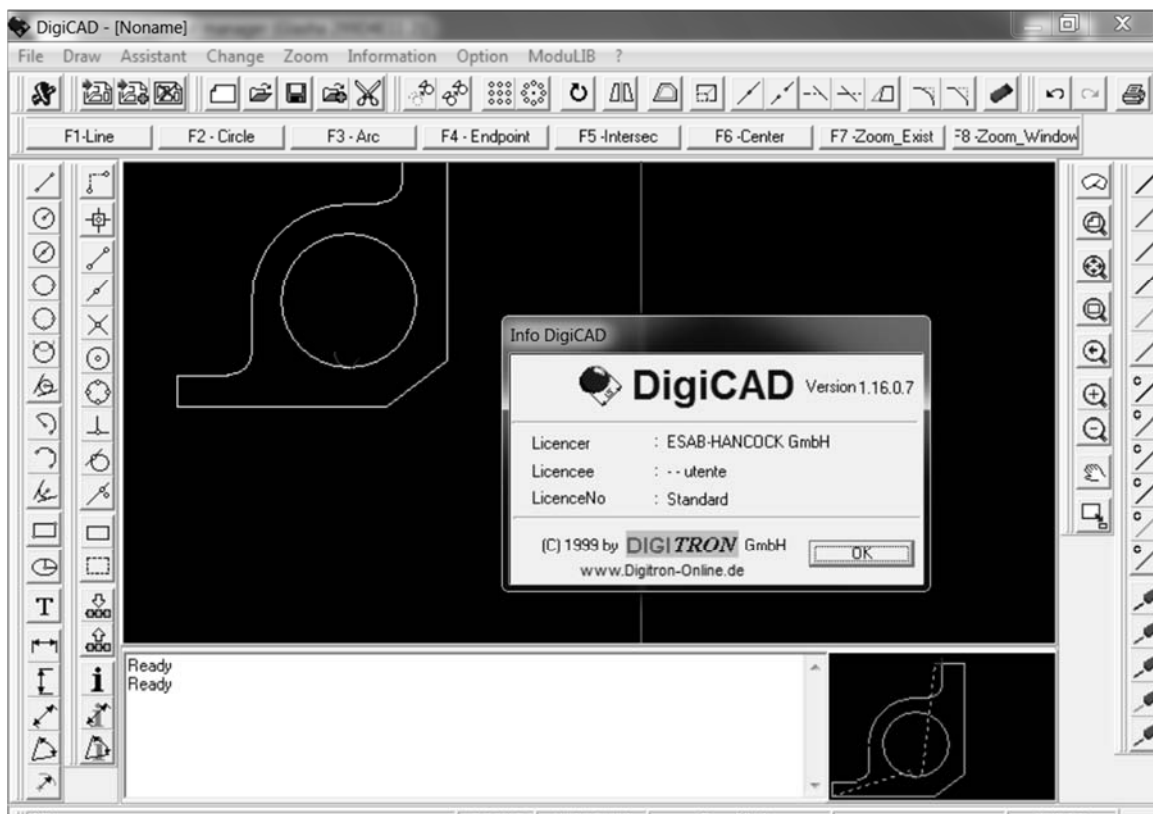 DigiCAD - [Noname]
File Draw Assistant Change Zoom Information Option ModuLIB ?
F1-Line F2 - Circle F3 - Arc F4 - Endpoint F5 -Intersec F6 -Center F7 -Zoom_Exist F8 -Zoom_Window
Info DigiCAD
DigiCAD Version 1.16.0.7
Licencer : ESAB-HANCOCK GmbH
Licencee : - - utente
LicenceNo : Standard
(C) 1999 by DIGITRON GmbH
OK
www.Digitron-Online.de
T
i
Ready
Ready
C
C
C
C
C
C